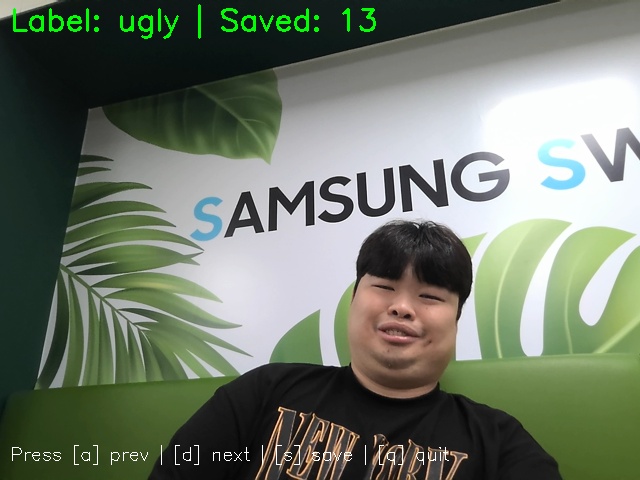 Label: ugly | Saved: 13
SAMSUNG SW
NEW YORK
Press [a] prev | [d] next | [s] save | [q] quit